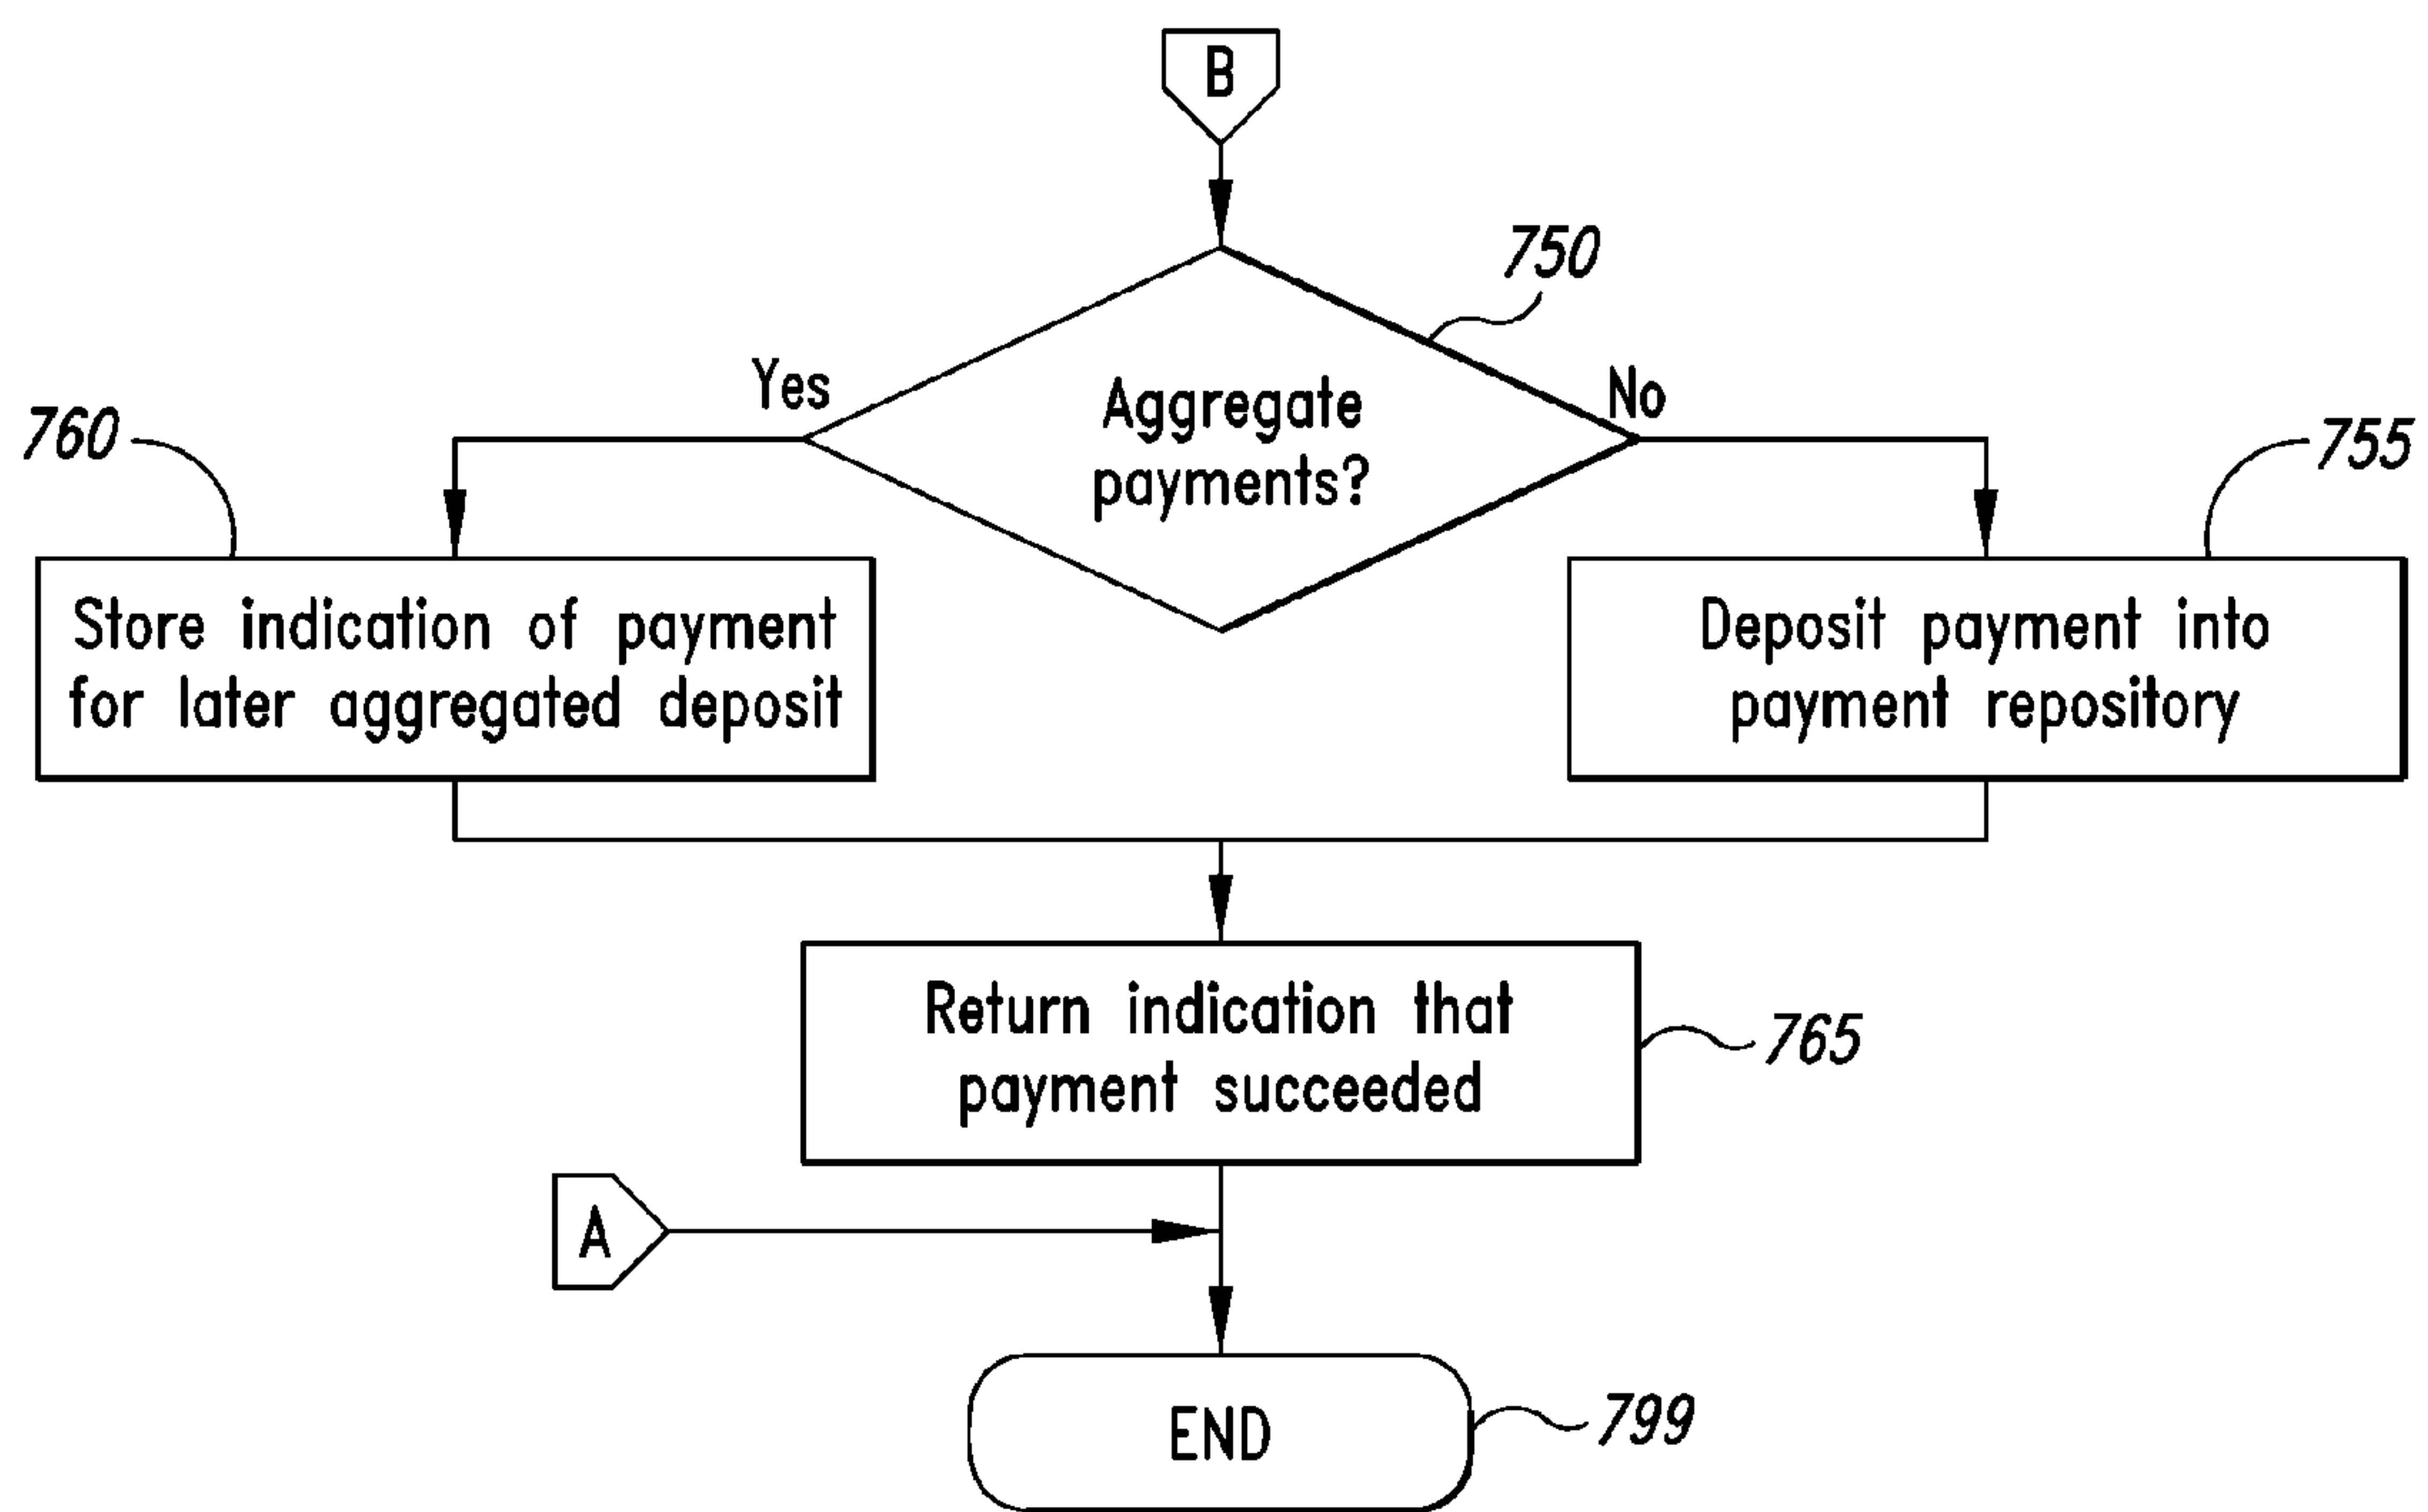 B
750
Yes
Aggregate
payments?
No
760
755
Store indication of payment
for later aggregated deposit
Deposit payment into
payment repository
Return indication that
payment succeeded
765
A
END
799